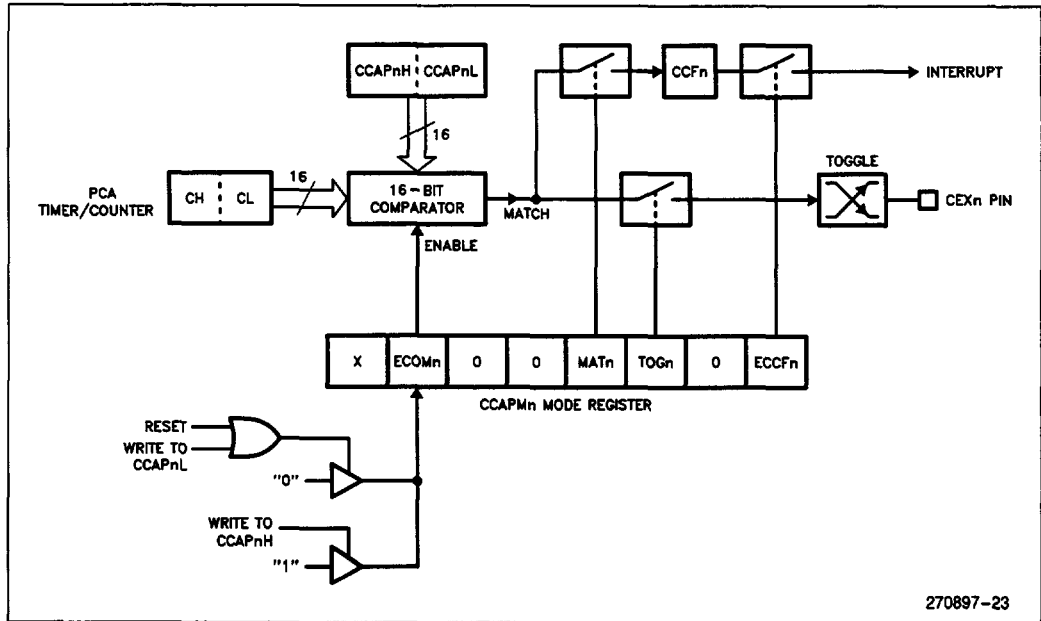 CCAPnH CCAPnL
16
CCFn
INTERRUPT
PCA
TIMER/COUNTER
CH CL
16
16-BIT
COMPARATOR
MATCH
ENABLE
TOGGLE
CEXn PIN
X ECOMn 0 0 MATn TOGn 0 ECCFn
CCAPMn MODE REGISTER
RESET
WRITE TO
CCAPnL
"0"
WRITE TO
CCAPnH
"1"
270897-23